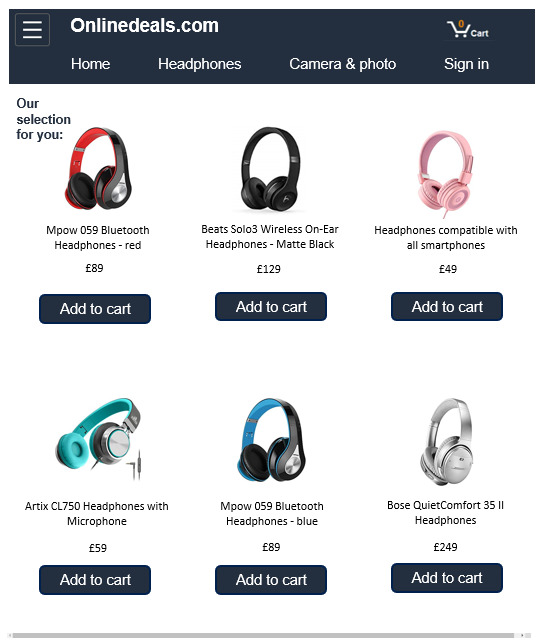 Onlinedeals.com
0
Cart
Home
Headphones
Camera & photo
Sign in
Our
selection
for you:
Mpow 059 Bluetooth
Headphones - red
£89
Add to cart
Beats Solo3 Wireless On-Ear
Headphones - Matte Black
£129
Add to cart
Headphones compatible with
all smartphones
£49
Add to cart
Artix CL750 Headphones with
Microphone
£59
Add to cart
Mpow 059 Bluetooth
Headphones - blue
£89
Add to cart
Bose QuietComfort 35 II
Headphones
£249
Add to cart